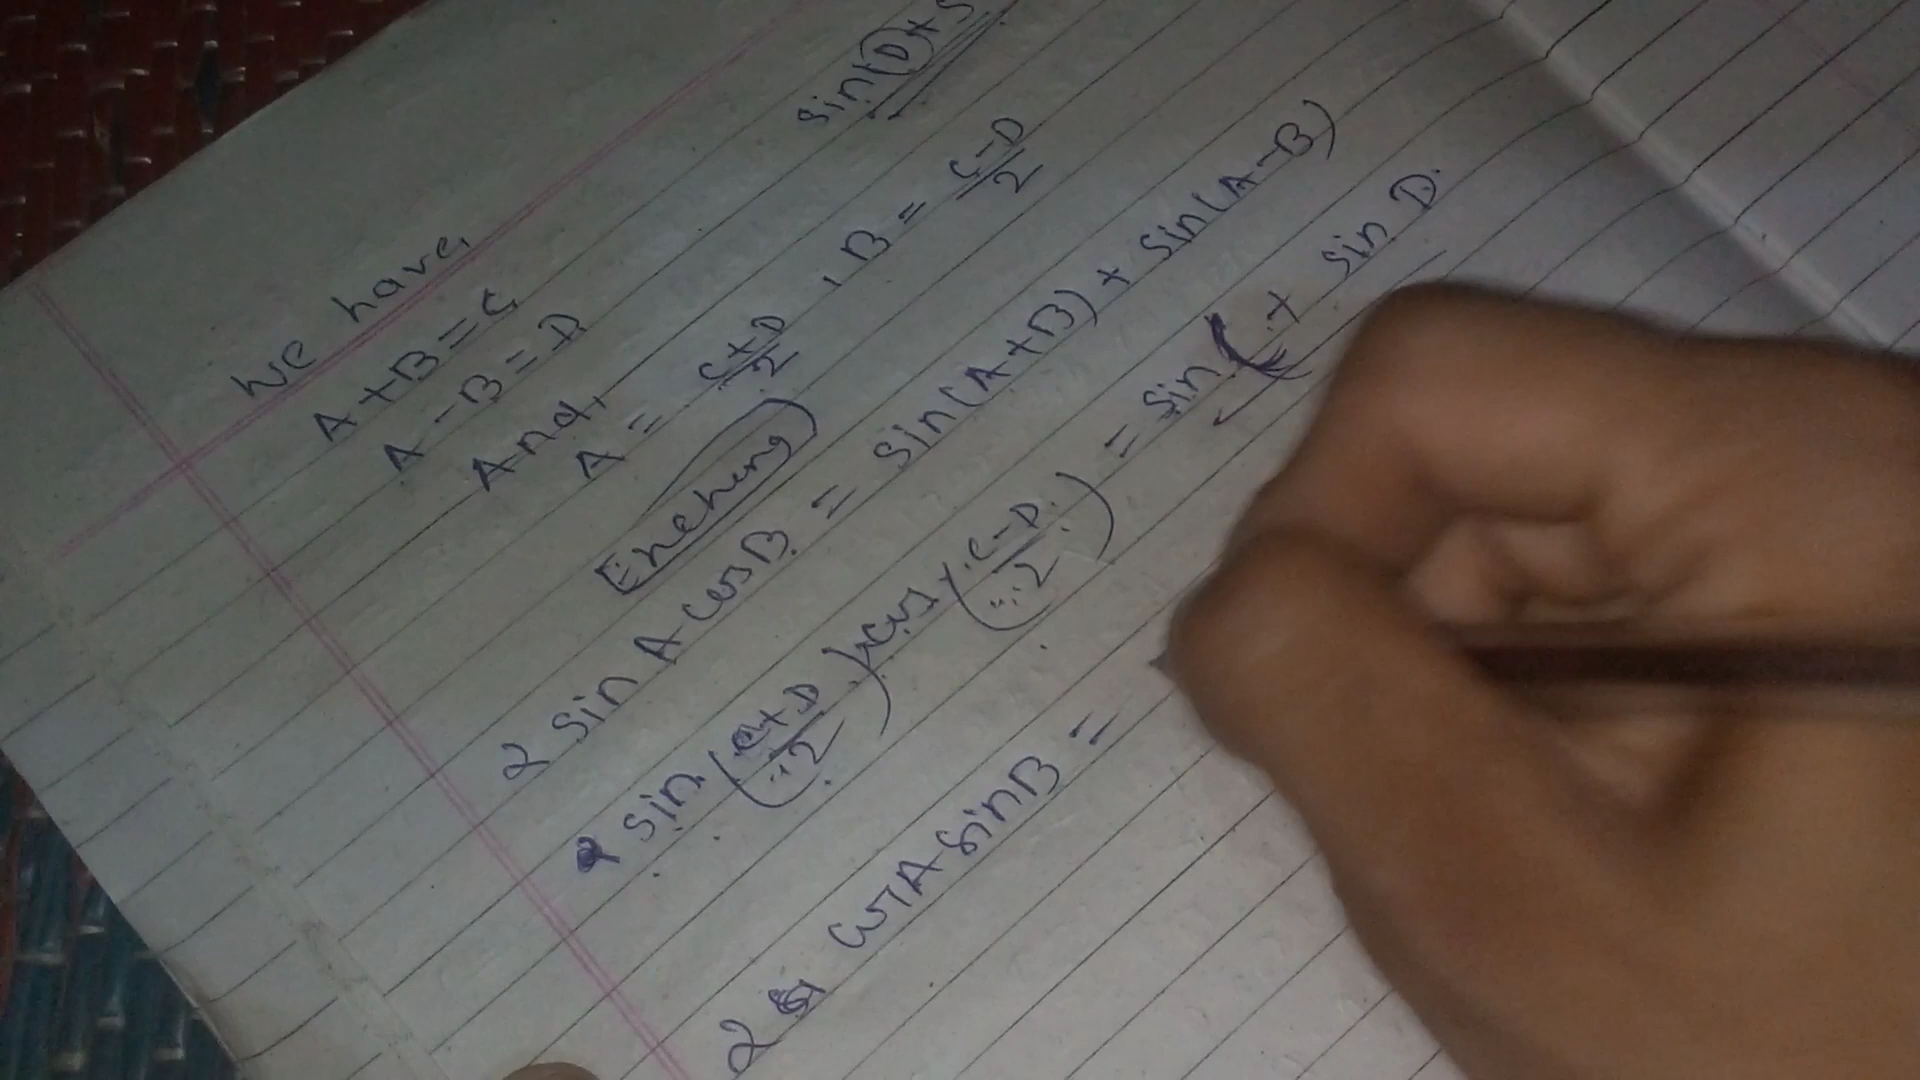 sin(D)+S
We have,
A+B=C
A-B=D
And,
A = C+D/2 , B = C-D/2
2 sin A cos B = sin(A+B) + sin(A-B)
2 sin (C+D/2) cos (C-D/2) = sin C + sin D
2 cos A sin B =